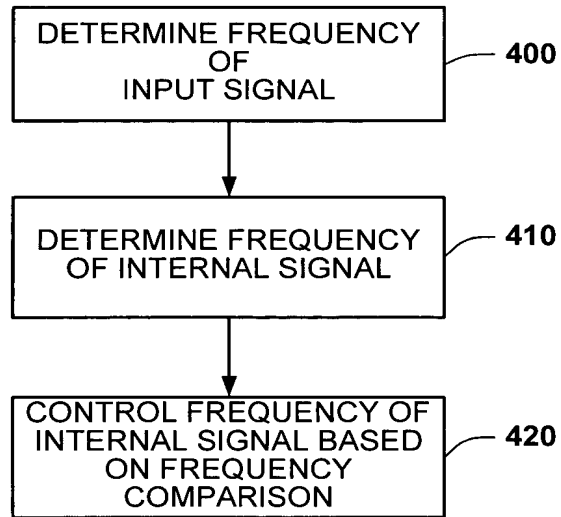 DETERMINE FREQUENCY
OF
INPUT SIGNAL
400
DETERMINE FREQUENCY
OF INTERNAL SIGNAL
410
CONTROL FREQUENCY OF
INTERNAL SIGNAL BASED
ON FREQUENCY
COMPARISON
420